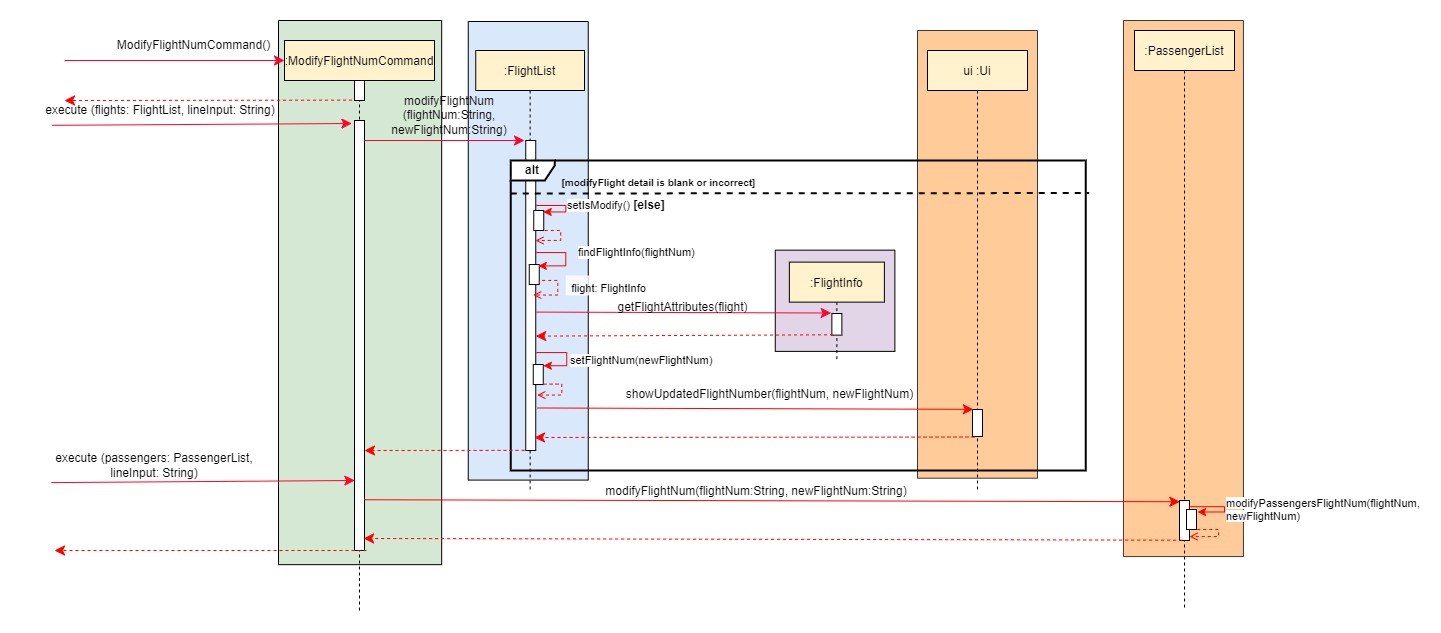 ModifyFlightNumCommand()
:ModifyFlightNumCommand
:FlightList
ui :Ui
:PassengerList
execute (flights: FlightList, lineInput: String)
modifyFlightNum
(flightNum:String,
newFlightNum:String)
alt
[modifyFlight detail is blank or incorrect]
setIsModify() [else]
findFlightInfo(flightNum)
:FlightInfo
flight: FlightInfo
getFlightAttributes(flight)
setFlightNum(newFlightNum)
showUpdatedFlightNumber(flightNum, newFlightNum)
execute (passengers: PassengerList,
lineInput: String)
modifyFlightNum(flightNum:String, newFlightNum:String)
modifyPassengersFlightNum(flightNum,
newFlightNum)